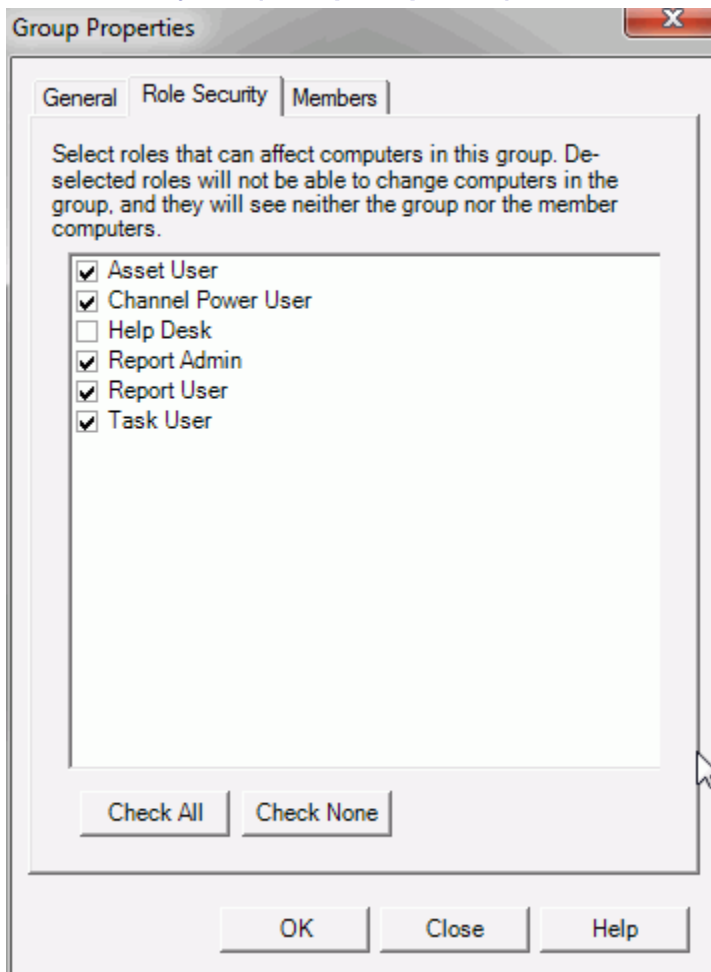 Group Properties
General Role Security Members
Select roles that can affect computers in this group. De-
selected roles will not be able to change computers in the
group, and they will see neither the group nor the member
computers.
Asset User
Channel Power User
Help Desk
Report Admin
Report User
Task User
Check All Check None
OK Close Help